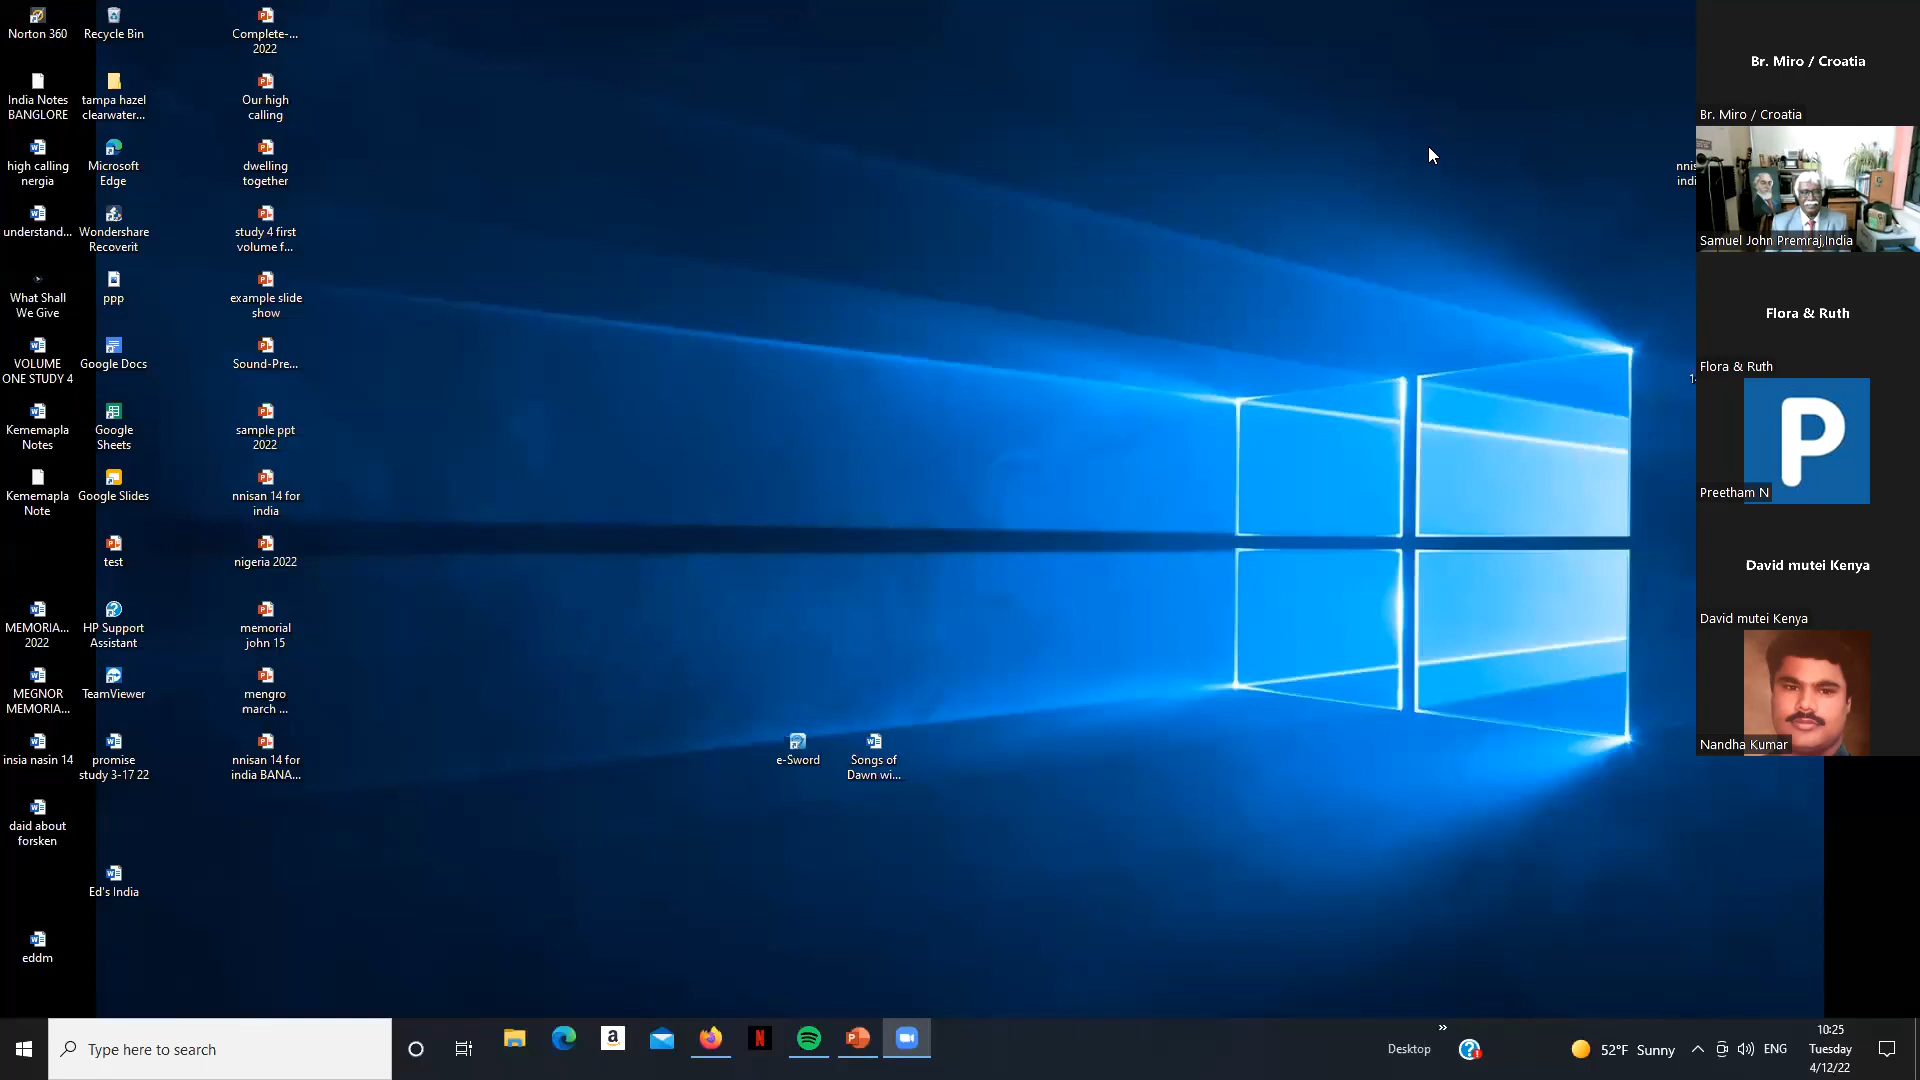 Norton 360
India Notes
BANGLORE
high calling
nergia
understand...
What Shall
We Give
VOLUME
ONE STUDY 4
Kememapla
Notes
Kememapla
Note
MEMORIA...
2022
MEGNOR
MEMORIA...
insia nasin 14
daid about
forsken
eddm
Recycle Bin
tampa hazel
clearwater...
Microsoft
Edge
Wondershare
Recoverit
ppp
Google Docs
Google
Sheets
Google Slides
test
HP Support
Assistant
TeamViewer
promise
study 3-17 22
Ed's India
Complete-...
2022
Our high
calling
dwelling
together
study 4 first
volume f...
example slide
show
Sound-Pre...
sample ppt
2022
nnisan 14 for
india
nigeria 2022
memorial
john 15
mengro
march ...
nnisan 14 for
india BANA...
e-Sword
Songs of
Dawn wi...
nnis
indi
Br. Miro / Croatia
Br. Miro / Croatia
Samuel John Premraj,India
Flora & Ruth
Flora & Ruth
P
Preetham N
David mutei Kenya
David mutei Kenya
Nandha Kumar
Type here to search
Desktop
52°F Sunny
ENG
10:25
Tuesday
4/12/22